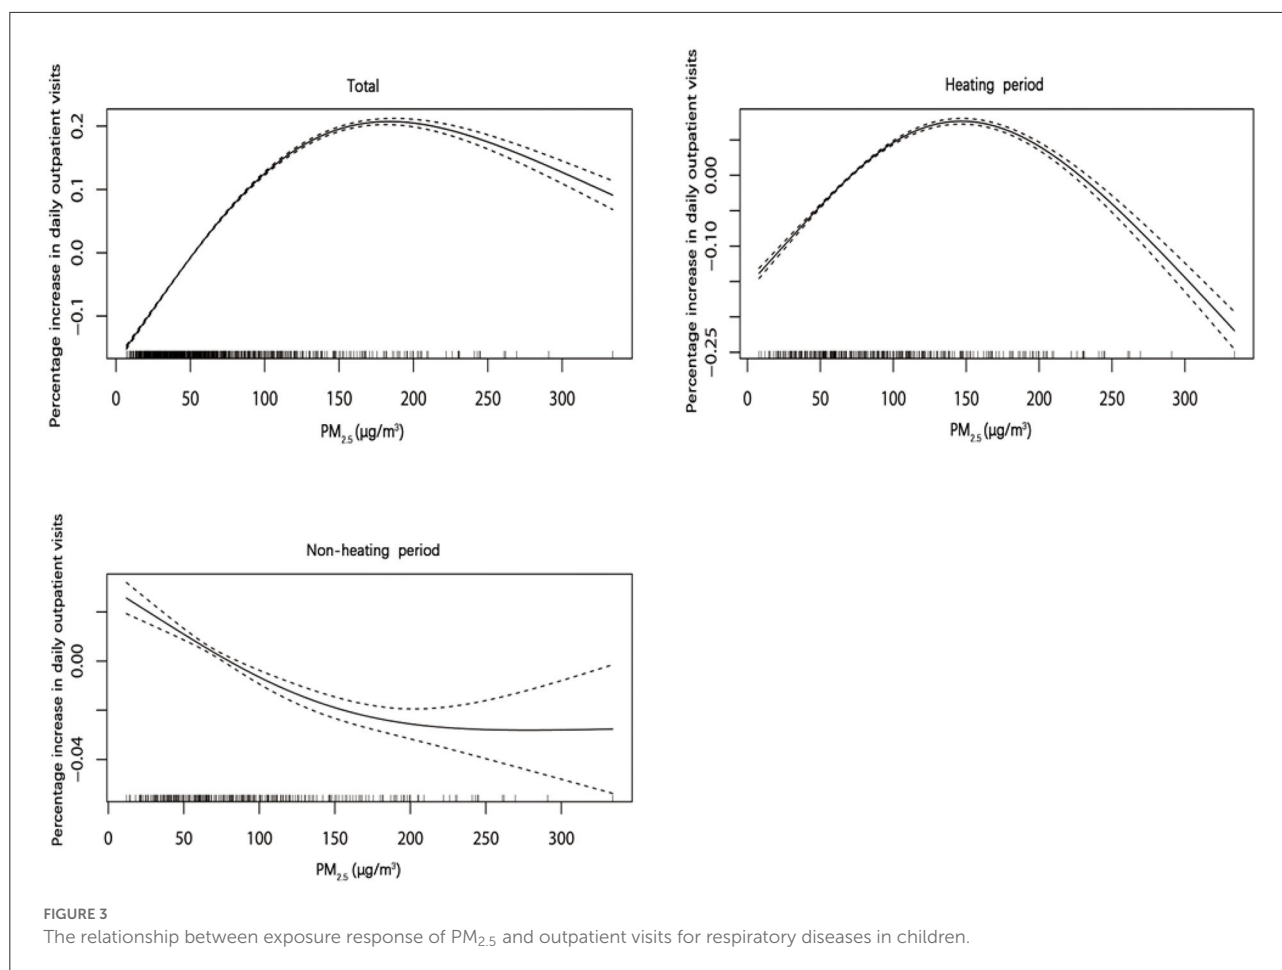 Total
Percentage increase in daily outpatient visits
0.2
0.1
0.0
−0.1
0 50 100 150 200 250 300
PM2.5 (μg/m³)
Heating period
Percentage increase in daily outpatient visits
0.00
−0.10
−0.25
0 50 100 150 200 250 300
PM2.5 (μg/m³)
Non-heating period
Percentage increase in daily outpatient visits
0.00
−0.04
0 50 100 150 200 250 300
PM2.5 (μg/m³)
FIGURE 3
The relationship between exposure response of PM2.5 and outpatient visits for respiratory diseases in children.